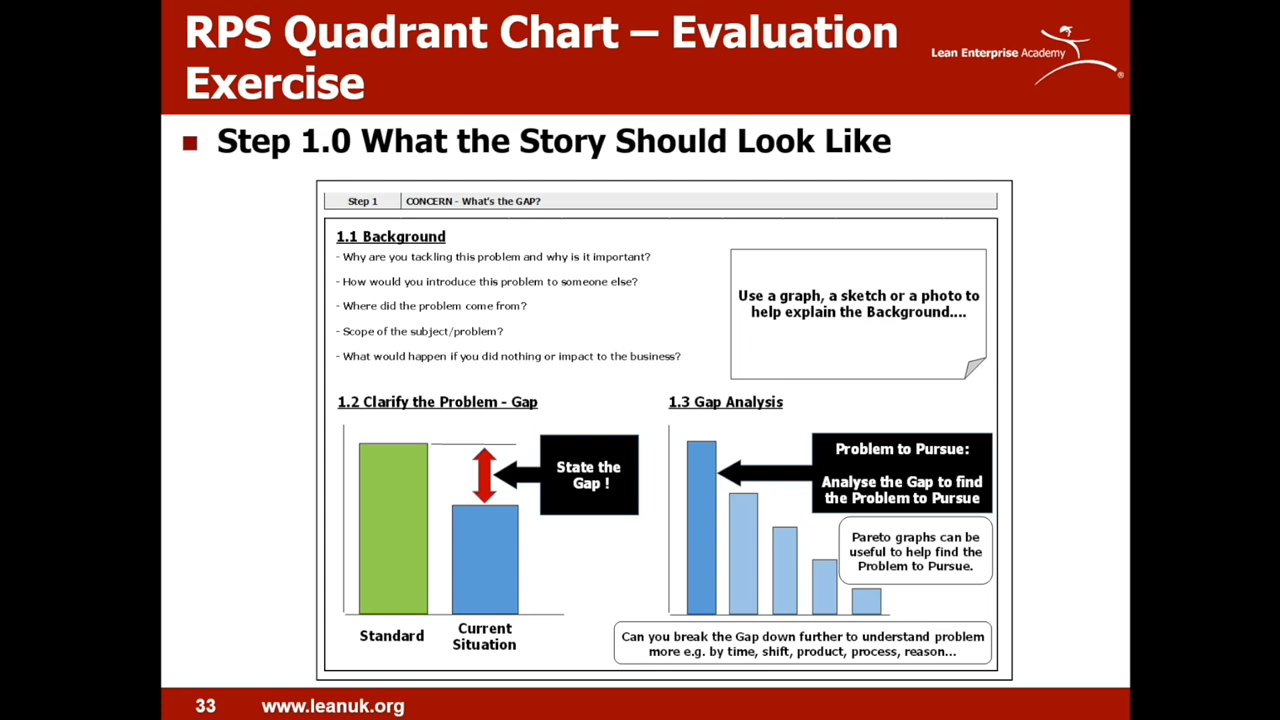 RPS Quadrant Chart – Evaluation
Exercise
Lean Enterprise Academy
®
Step 1.0 What the Story Should Look Like
Step 1
CONCERN - What's the GAP?
1.1 Background
- Why are you tackling this problem and why is it important?
- How would you introduce this problem to someone else?
- Where did the problem come from?
- Scope of the subject/problem?
- What would happen if you did nothing or impact to the business?
Use a graph, a sketch or a photo to
help explain the Background....
1.2 Clarify the Problem - Gap
State the
Gap !
Standard
Current
Situation
1.3 Gap Analysis
Problem to Pursue:
Analyse the Gap to find
the Problem to Pursue
Pareto graphs can be
useful to help find the
Problem to Pursue.
Can you break the Gap down further to understand problem
more e.g. by time, shift, product, process, reason...
33
www.leanuk.org